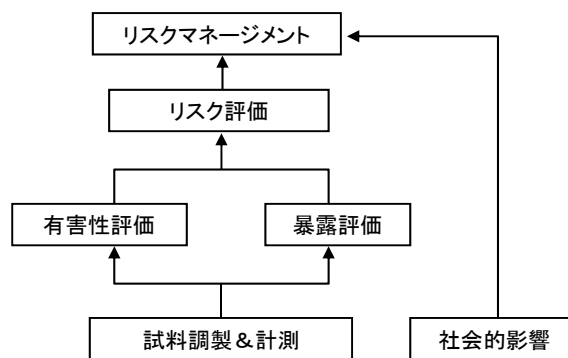 リスクマネージメント
リスク評価
有害性評価
暴露評価
試料調製&計測
社会的影響